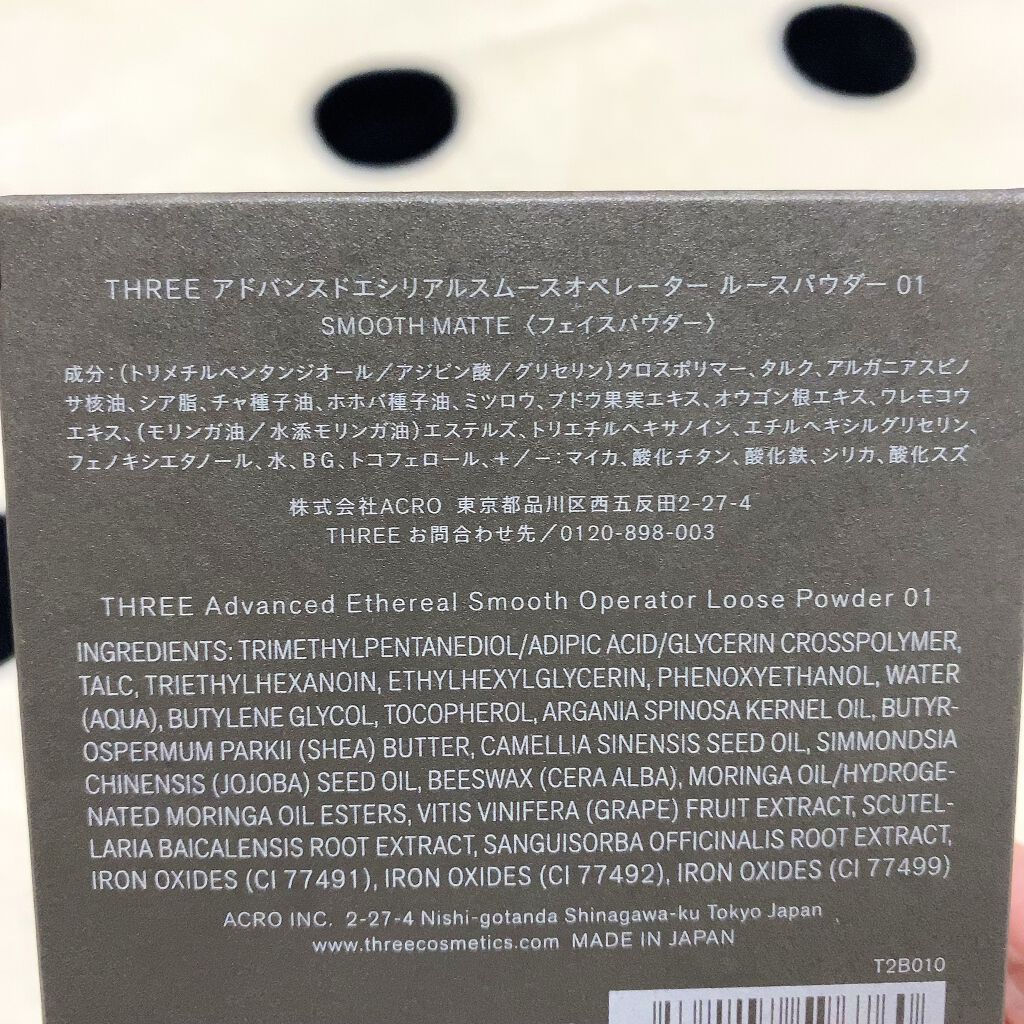 THREE アドバンスドエシリアルスムースオペレーター ルースパウダー 01
SMOOTH MATTE 〈フェイスパウダー〉
成分：（トリメチルペンタンジオール／アジピン酸／グリセリン）クロスポリマー、タルク、アルガニアスピノ
サ核油、シア脂、チャ種子油、ホホバ種子油、ミツロウ、ブドウ果実エキス、オウゴン根エキス、ワレモコウ
エキス、（モリンガ油／水添モリンガ油）エステルズ、トリエチルヘキサノイン、エチルヘキシルグリセリン、
フェノキシエタノール、水、BG、トコフェロール、＋／－：マイカ、酸化チタン、酸化鉄、シリカ、酸化スズ
株式会社ACRO 東京都品川区西五反田2-27-4
THREE お問合わせ先／0120-898-003
THREE Advanced Ethereal Smooth Operator Loose Powder 01
INGREDIENTS: TRIMETHYLPENTANEDIOL/ADIPIC ACID/GLYCERIN CROSSPOLYMER,
TALC, TRIETHYLHEXANOIN, ETHYLHEXYLGLYCERIN, PHENOXYETHANOL, WATER
(AQUA), BUTYLENE GLYCOL, TOCOPHEROL, ARGANIA SPINOSA KERNEL OIL, BUTYR-
OSPERMUM PARKII (SHEA) BUTTER, CAMELLIA SINENSIS SEED OIL, SIMMONDSIA
CHINENSIS (JOJOBA) SEED OIL, BEESWAX (CERA ALBA), MORINGA OIL/HYDROGE-
NATED MORINGA OIL ESTERS, VITIS VINIFERA (GRAPE) FRUIT EXTRACT, SCUTEL-
LARIA BAICALENSIS ROOT EXTRACT, SANGUISORBA OFFICINALIS ROOT EXTRACT,
IRON OXIDES (CI 77491), IRON OXIDES (CI 77492), IRON OXIDES (CI 77499)
ACRO INC. 2-27-4 Nishi-gotanda Shinagawa-ku Tokyo Japan
www.threecosmetics.com MADE IN JAPAN
T2B010